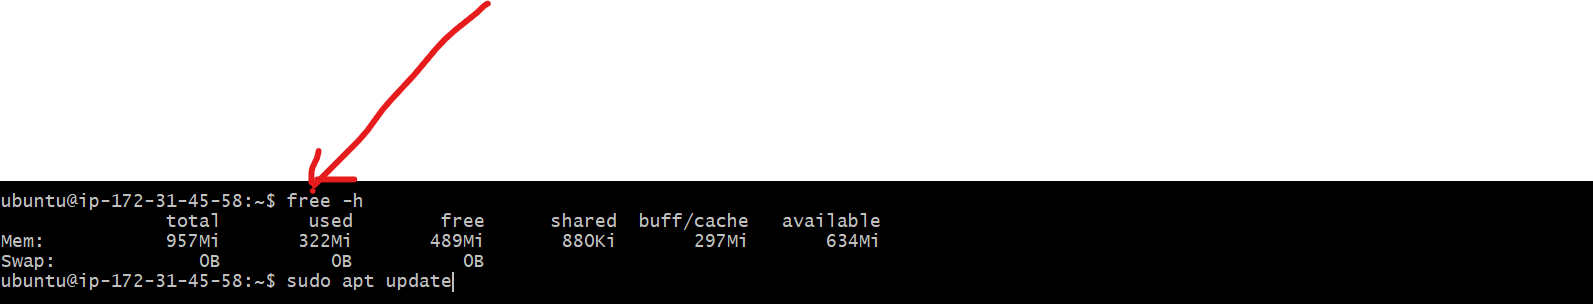 ubuntu@ip-172-31-45-58:~$ free -h
               total        used        free      shared  buff/cache   available
Mem:           957Mi       322Mi       489Mi       880Ki       297Mi       634Mi
Swap:             0B          0B          0B
ubuntu@ip-172-31-45-58:~$ sudo apt update